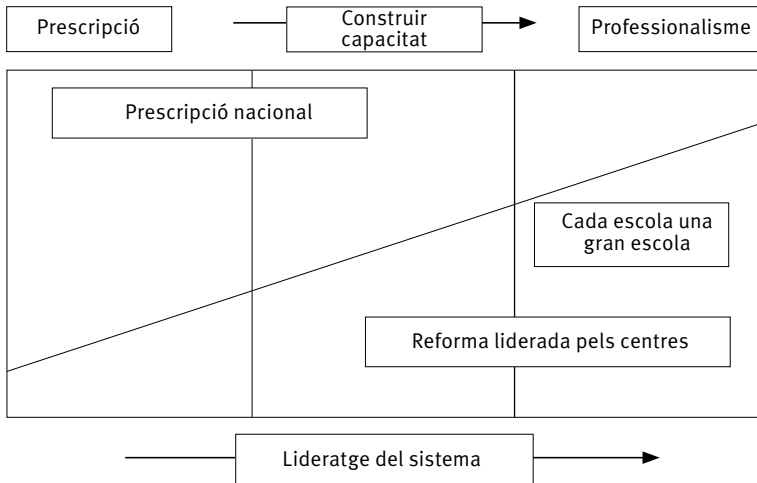 Prescripció
Construir
capacitat
Professionalisme
Prescripció nacional
Cada escola una
gran escola
Reforma liderada pels centres
Lideratge del sistema